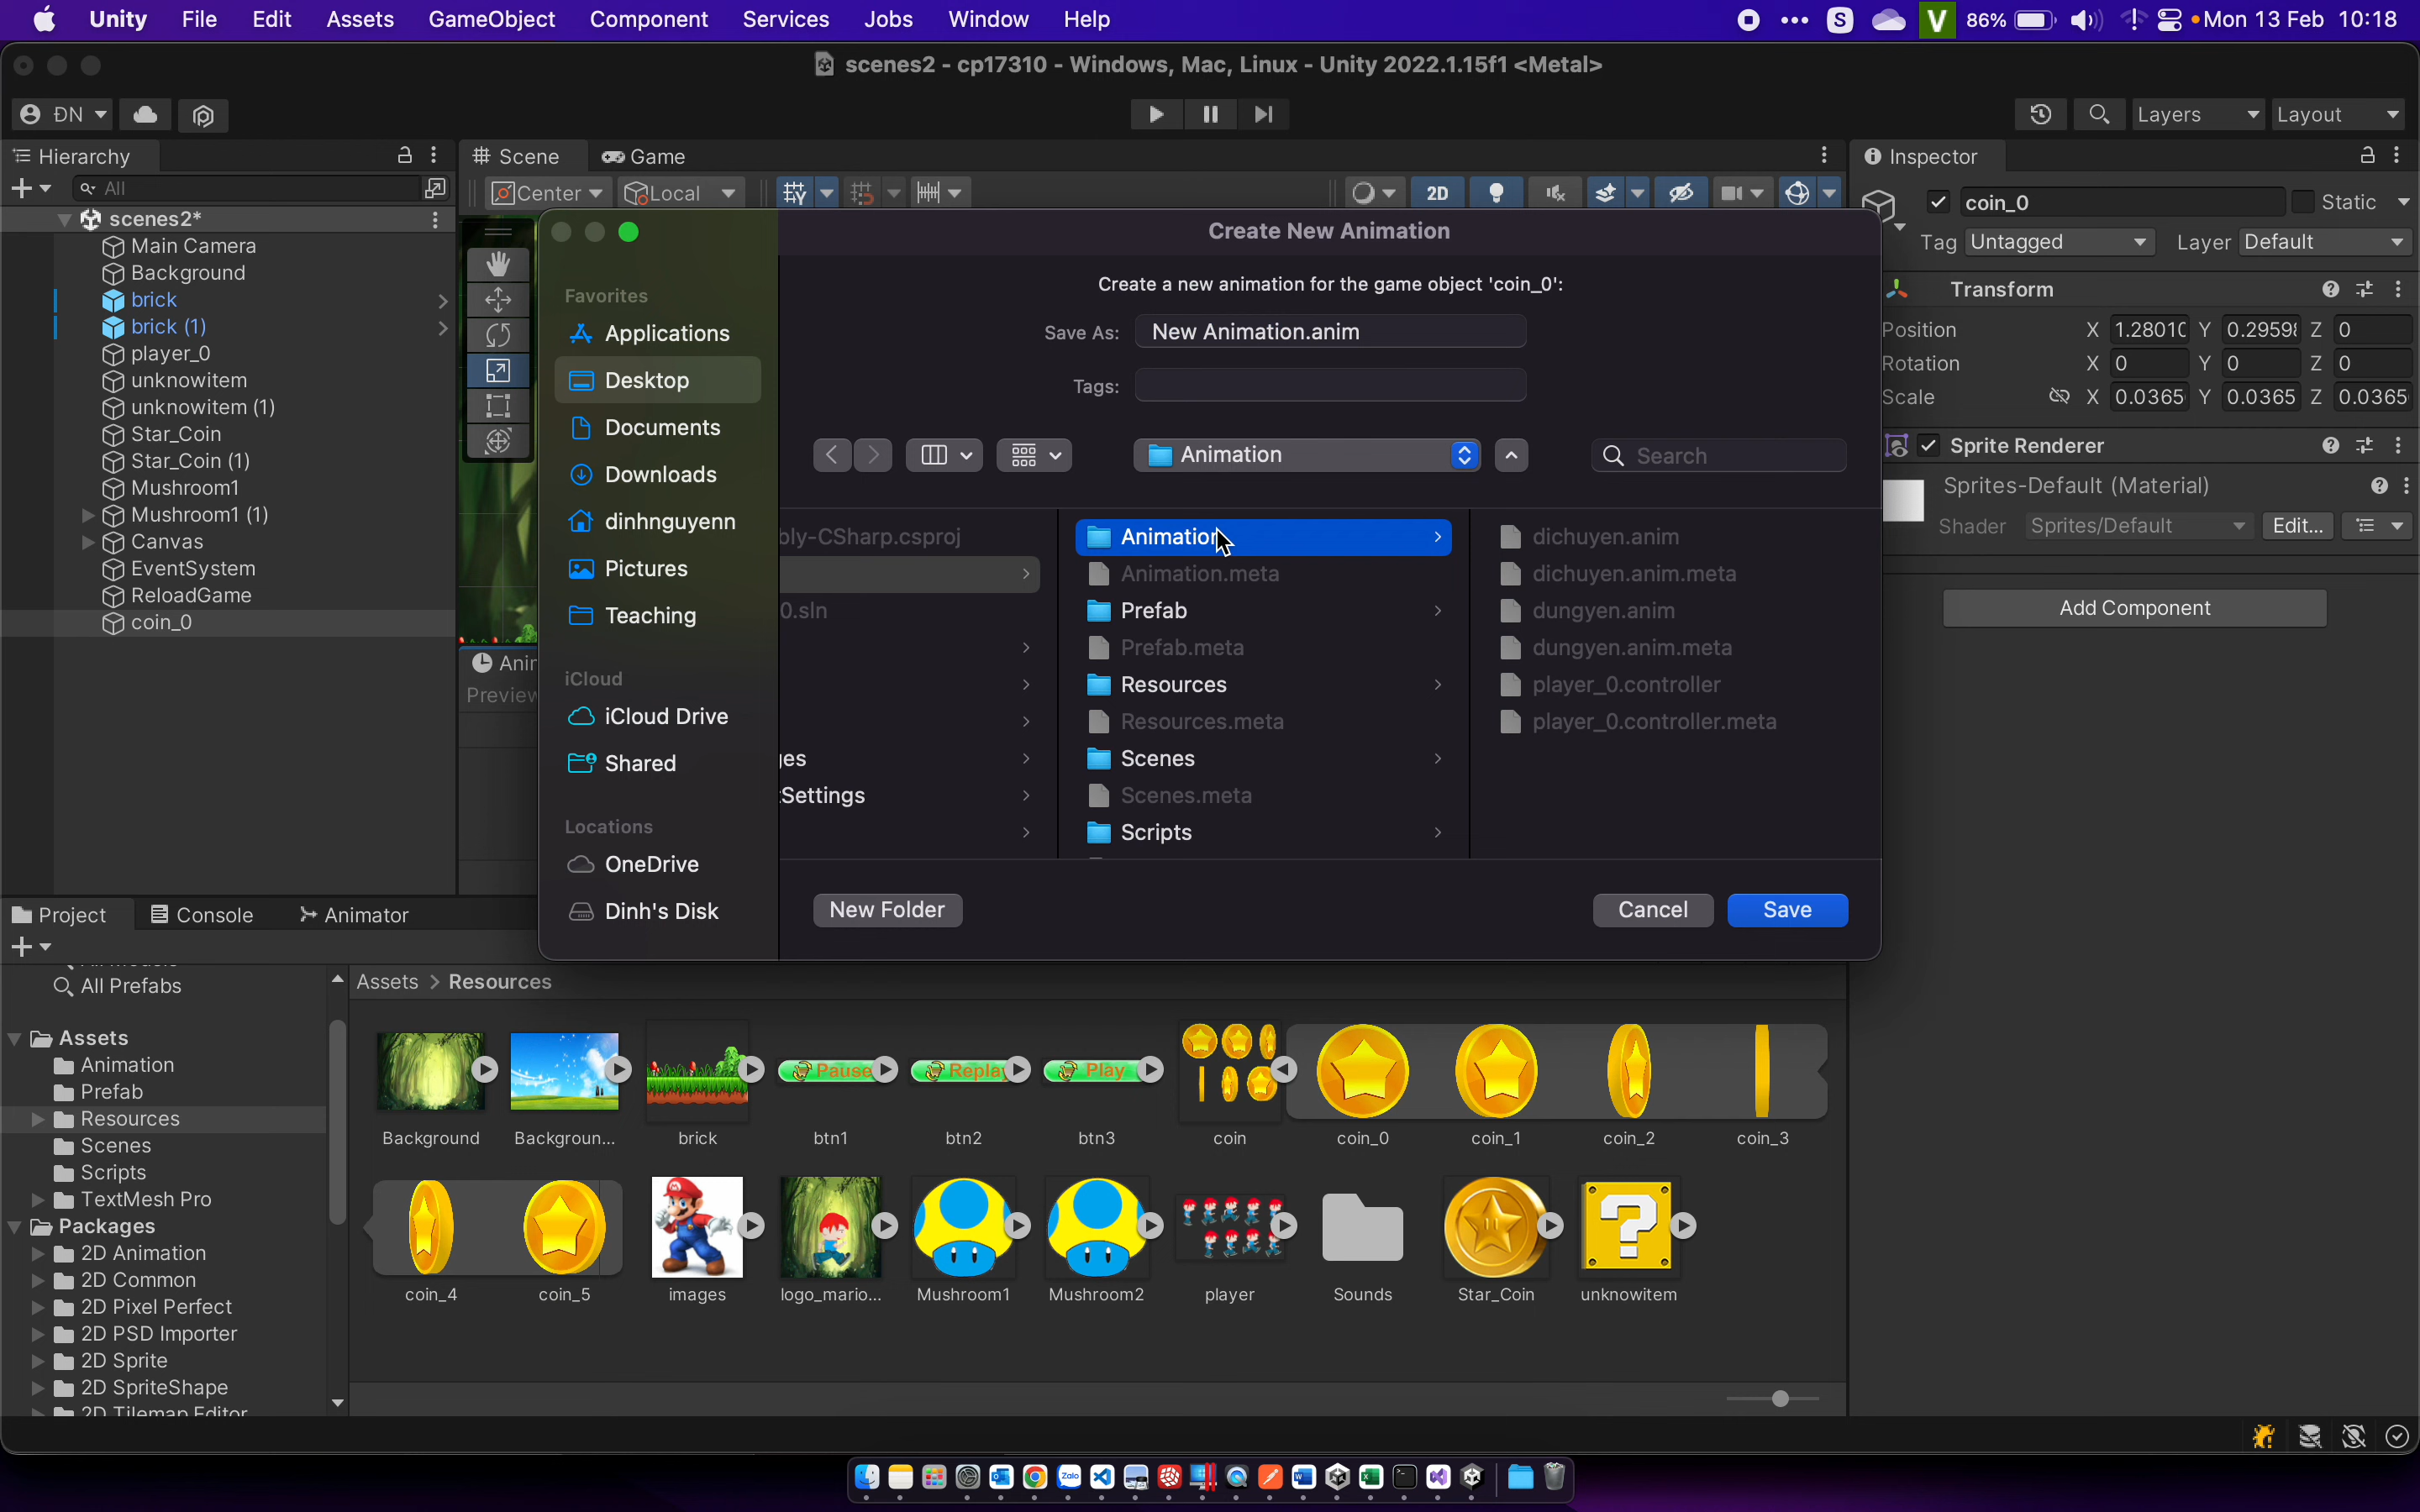 Unity File Edit Assets GameObject Component Services Jobs Window Help
S V 86% Mon 13 Feb 10:18
scenes2 - cp17310 - Windows, Mac, Linux - Unity 2022.1.15f1 <Metal>
ĐN
Layers Layout
Hierarchy
All
scenes2*
Main Camera
Background
brick
brick (1)
player_0
unknowitem
unknowitem (1)
Star_Coin
Star_Coin (1)
Mushroom1
Mushroom1 (1)
Canvas
EventSystem
ReloadGame
coin_0
Scene Game
Center Local 2D
Preview
Create New Animation
Create a new animation for the game object 'coin_0':
Save As: New Animation.anim
Tags:
Animation
Search
Favorites
Applications
Desktop
Documents
Downloads
dinhnguyenn
Pictures
Teaching
iCloud
iCloud Drive
Shared
Locations
OneDrive
Dinh's Disk
bly-CSharp.csproj
0.sln
Animation
Animation.meta
Prefab
Prefab.meta
Resources
Resources.meta
Scenes
Scenes.meta
Scripts
dichuyen.anim
dichuyen.anim.meta
dungyen.anim
dungyen.anim.meta
player_0.controller
player_0.controller.meta
New Folder Cancel Save
Inspector
coin_0 Static
Tag Untagged Layer Default
Transform
Position X 1.2801 Y 0.2959 Z 0
Rotation X 0 Y 0 Z 0
Scale X 0.0365 Y 0.0365 Z 0.0365
Sprite Renderer
Sprites-Default (Material)
Shader Sprites/Default Edit...
Add Component
Project Console Animator
All Prefabs
Assets
Animation
Prefab
Resources
Scenes
Scripts
TextMesh Pro
Packages
2D Animation
2D Common
2D Pixel Perfect
2D PSD Importer
2D Sprite
2D SpriteShape
2D Tilemap Editor
Assets > Resources
Pause Replay Play
Background Backgroun... brick btn1 btn2 btn3 coin coin_0 coin_1 coin_2 coin_3
coin_4 coin_5 images logo_mario... Mushroom1 Mushroom2 player Sounds Star_Coin unknowitem
Zalo